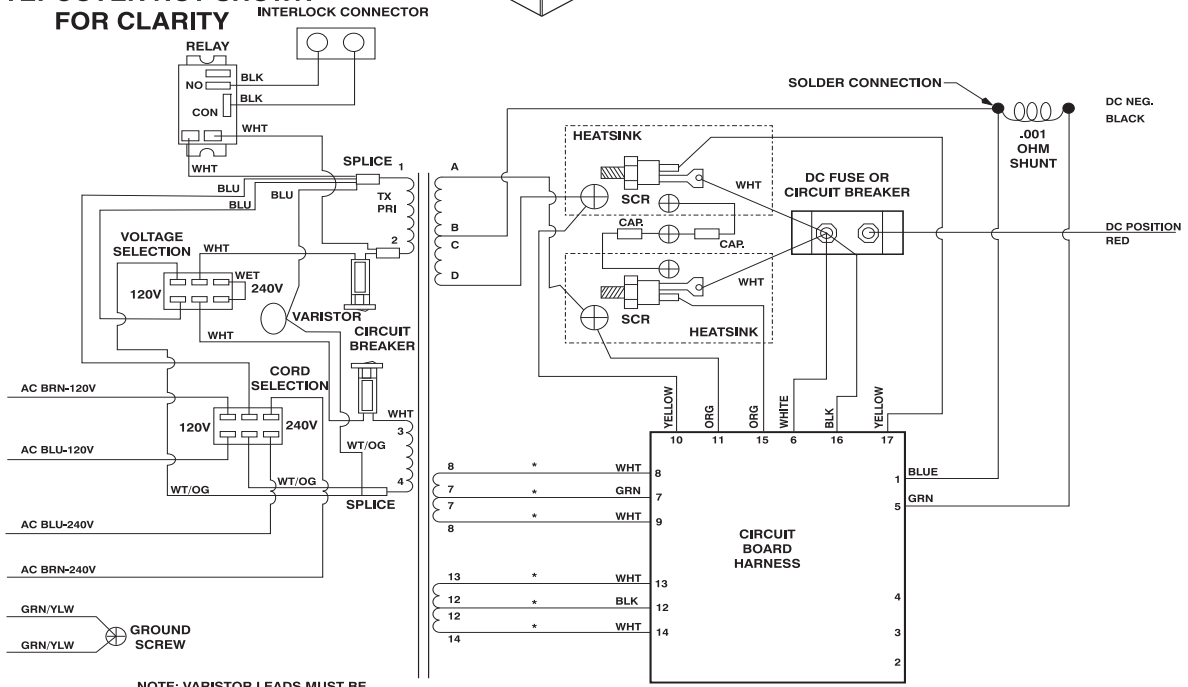 FOR CLARITY
INTERLOCK CONNECTOR
RELAY
NO
BLK
CON
BLK
WHT
WHT
SPLICE
BLU
BLU
BLU
1
TX
PRI
2
VOLTAGE
SELECTION
WHT
WET
120V
240V
VARISTOR
WHT
CIRCUIT
BREAKER
CORD
SELECTION
120V
240V
WHT
3
WT/OG
4
WT/OG
WT/OG
SPLICE
AC BRN-120V
AC BLU-120V
AC BLU-240V
AC BRN-240V
GRN/YLW
GRN/YLW
GROUND
SCREW
NOTE: VARISTOR LEADS MUST BE
A
B
C
D
HEATSINK
SCR
WHT
CAP.
CAP.
WHT
SCR
HEATSINK
SOLDER CONNECTION
.001
OHM
SHUNT
DC NEG.
BLACK
DC FUSE OR
CIRCUIT BREAKER
DC POSITION
RED
YELLOW
ORG
ORG
WHITE
BLK
YELLOW
10
11
15
6
16
17
8 * WHT 8
7 * GRN 7
7
* WHT 9
8
13 * WHT 13
12 * BLK 12
12
* WHT 14
14
CIRCUIT
BOARD
HARNESS
1 BLUE
5 GRN
4
3
2